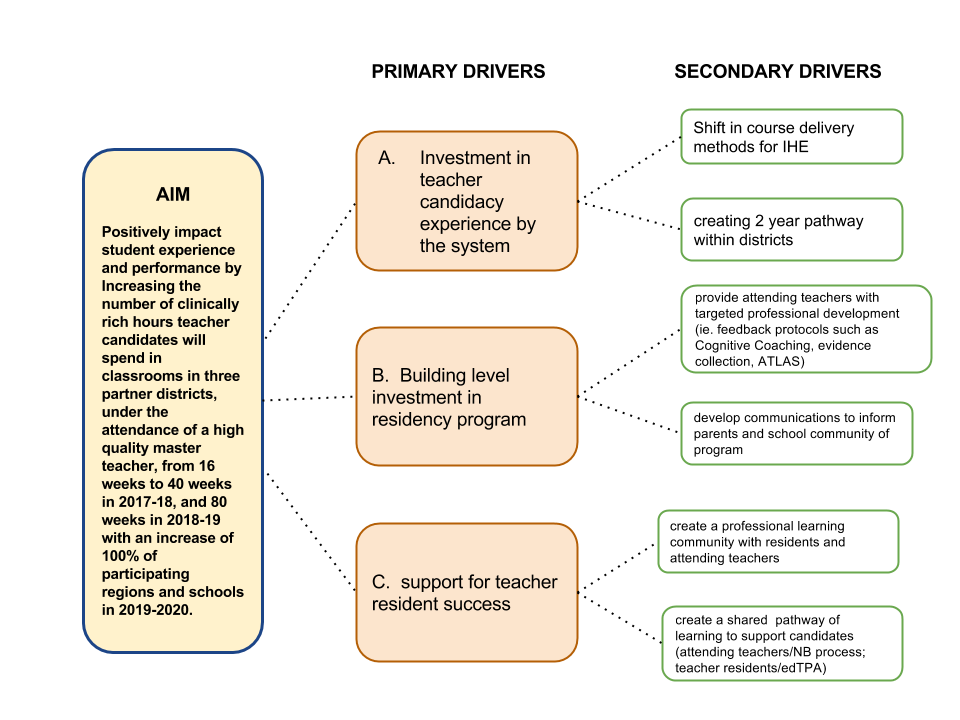 PRIMARY DRIVERS
SECONDARY DRIVERS
AIM
Positively impact
student experience
and performance by
Increasing the
number of clinically
rich hours teacher
candidates will
spend in
classrooms in three
partner districts,
under the
attendance of a high
quality master
teacher, from 16
weeks to 40 weeks
in 2017-18, and 80
weeks in 2018-19
with an increase of
100% of
participating
regions and schools
in 2019-2020.
A. Investment in
teacher
candidacy
experience by
the system
Shift in course delivery
methods for IHE
creating 2 year pathway
within districts
B. Building level
investment in
residency program
provide attending teachers with
targeted professional development
(ie. feedback protocols such as
Cognitive Coaching, evidence
collection, ATLAS)
develop communications to inform
parents and school community of
program
C. support for teacher
resident success
create a professional learning
community with residents and
attending teachers
create a shared pathway of
learning to support candidates
(attending teachers/NB process;
teacher residents/edTPA)